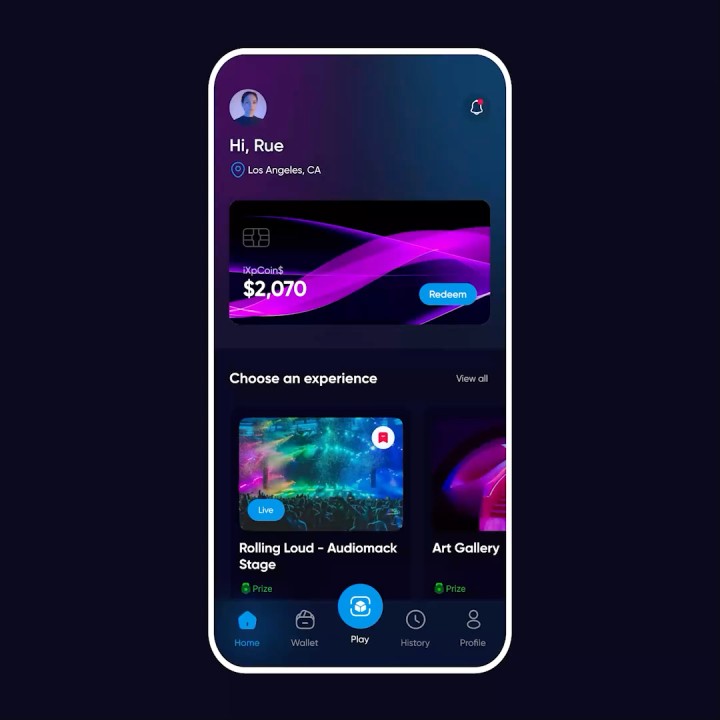 Hi, Rue
Los Angeles, CA
iXpCoin$
$2,070
Redeem
Choose an experience
View all
Live
Rolling Loud - Audiomack
Stage
Art Gallery
Prize
Prize
Home
Wallet
Play
History
Profile